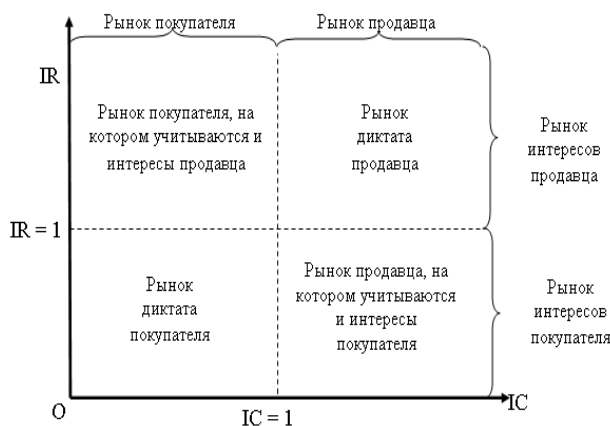 Рынок покупателя
Рынок продавца
IR
Рынок покупателя, на
котором учитываются и
интересы продавца
Рынок
диктата
продавца
Рынок
интересов
продавца
IR = 1
Рынок
диктата
покупателя
Рынок продавца, на
котором учитываются
и интересы
покупателя
Рынок
интересов
покупателя
O
IC = 1
IC